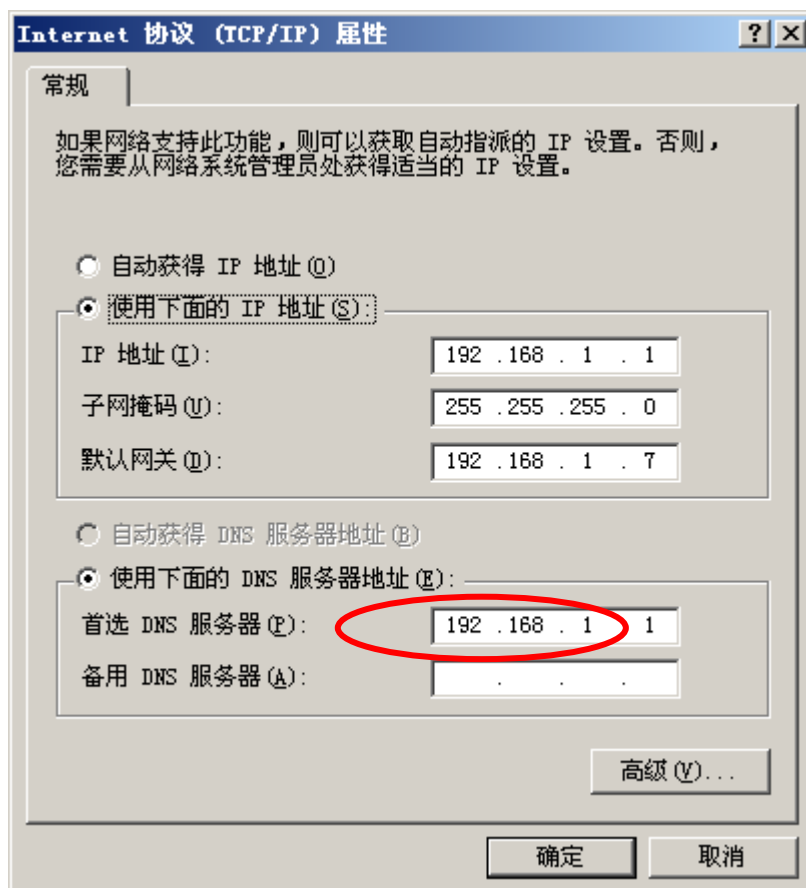 Internet 协议 (TCP/IP) 属性
常规
如果网络支持此功能，则可以获取自动指派的 IP 设置。否则，
您需要从网络系统管理员处获得适当的 IP 设置。
自动获得 IP 地址(O)
使用下面的 IP 地址(S):
IP 地址(I): 192 .168 . 1 . 1
子网掩码(U): 255 .255 .255 . 0
默认网关(D): 192 .168 . 1 . 7
自动获得 DNS 服务器地址(B)
使用下面的 DNS 服务器地址(E):
首选 DNS 服务器(P): 192 .168 . 1 . 1
备用 DNS 服务器(A): . . .
高级(V)...
确定 取消